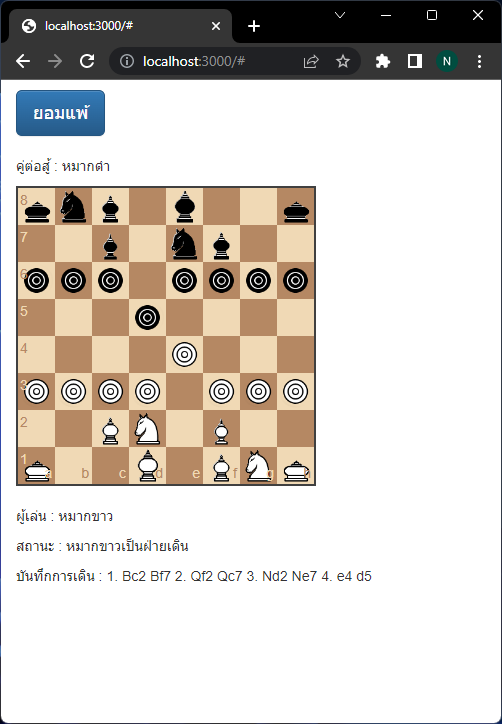 localhost:3000/#
localhost:3000/#
N
ยอมแพ้
คู่ต่อสู้ : หมากดำ
8
7
6
5
4
3
2
1
a b c d e f g h
ผู้เล่น : หมากขาว
สถานะ : หมากขาวเป็นฝ่ายเดิน
บันทึกการเดิน : 1. Bc2 Bf7 2. Qf2 Qc7 3. Nd2 Ne7 4. e4 d5